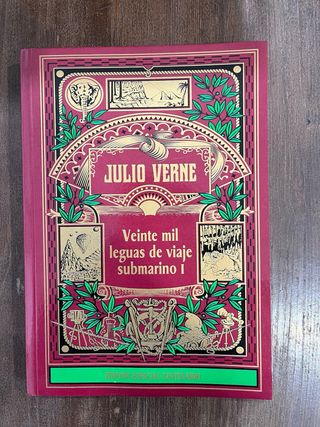 JULIO VERNE
Veinte mil
leguas de viaje
submarino I